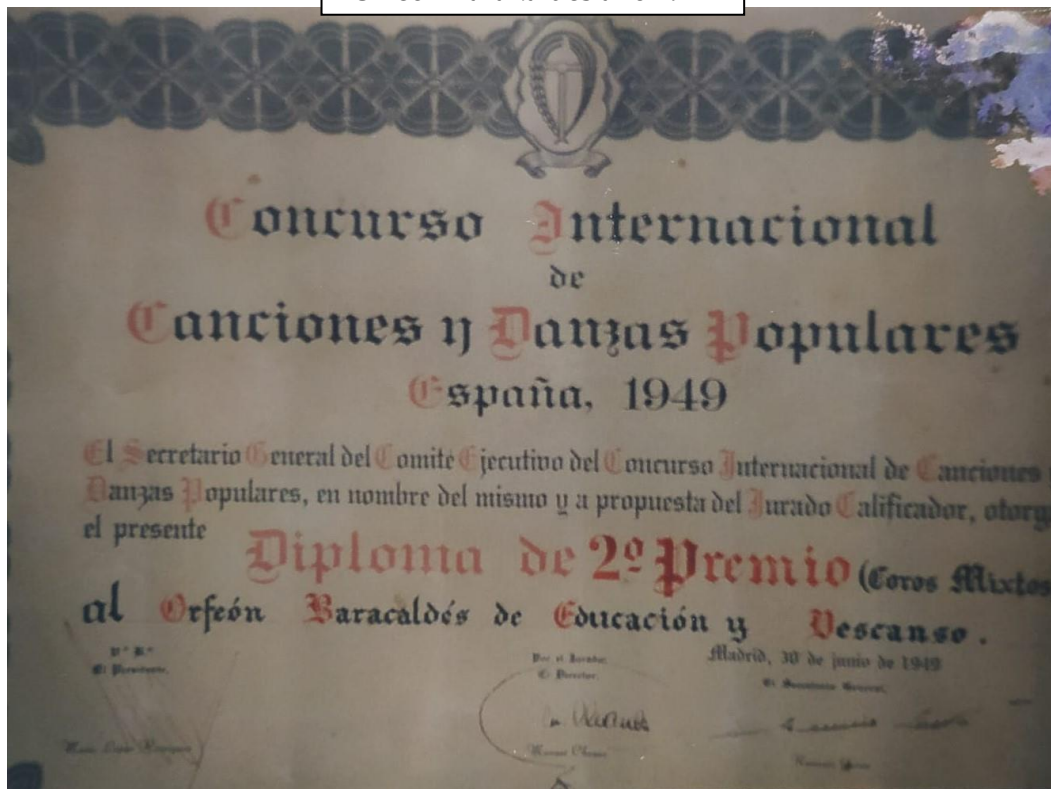 Concurso Internacional
de
Canciones y Danzas Populares
España, 1949
El Secretario General del Comité Ejecutivo del Concurso Internacional de Canciones y
Danzas Populares, en nombre del mismo y a propuesta del Jurado Calificador, otorg
el presente
Diploma de 2º Premio (Coros Mixtos
al Orfeón Baracaldés de Educación y Descanso.
Vº Bº
El Presidente,
Por el Jurado:
El Director,
Madrid, 30 de junio de 1949
El Secretario General,